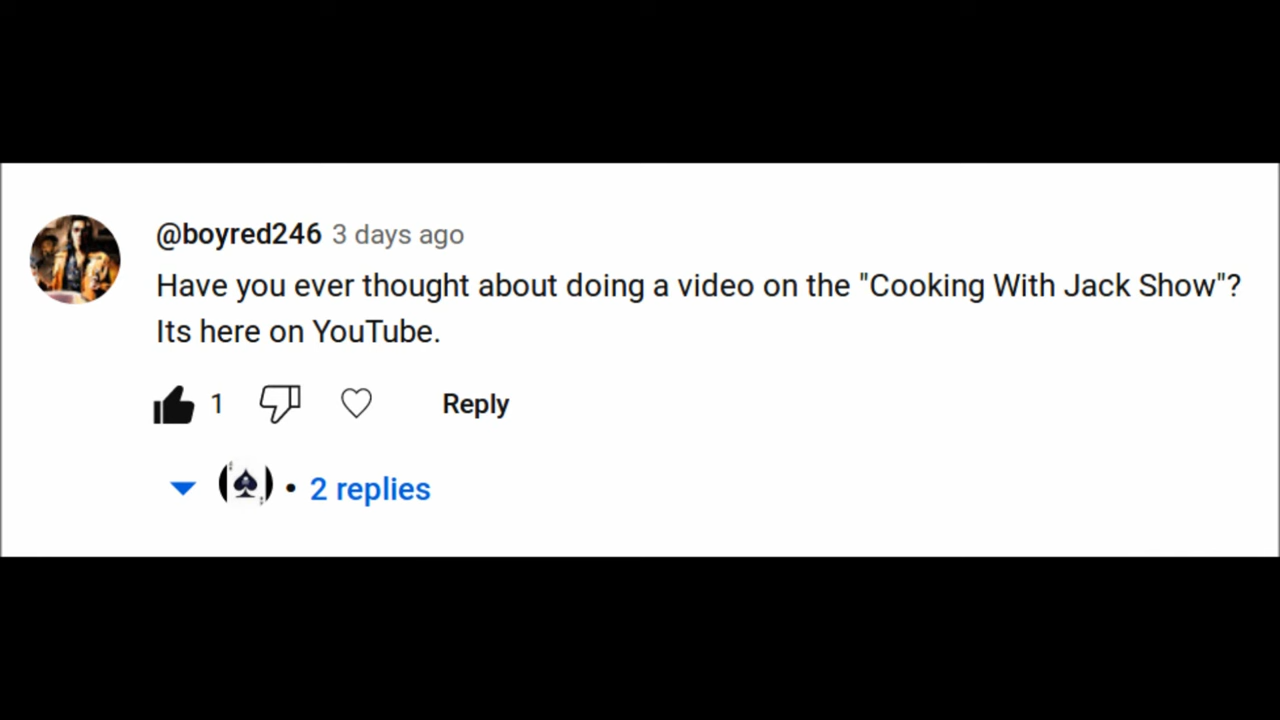 @boyred246 3 days ago
Have you ever thought about doing a video on the "Cooking With Jack Show"?
Its here on YouTube.
1 Reply
• 2 replies